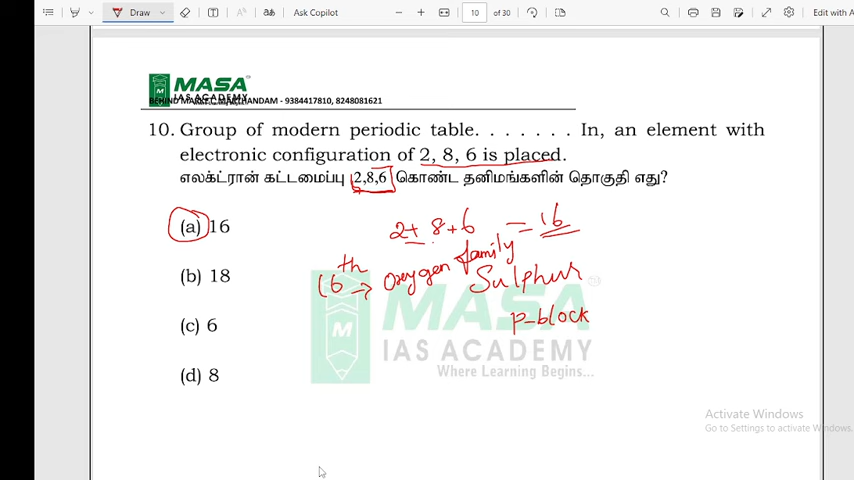 Draw
Ask Copilot
10 of 30
Edit with A
MASA
IAS ACADEMY
BEHIND MARKET, MARTHANDAM - 9384417810, 8248081621
10. Group of modern periodic table. . . . . . . In, an element with
electronic configuration of 2, 8, 6 is placed.
எலக்ட்ரான் கட்டமைப்பு 2,8,6 கொண்ட தனிமங்களின் தொகுதி எது?
(a) 16
2+ 8+6 = 16
(b) 18
16th → Oxygen family
Sulphur
(c) 6
p-block
(d) 8
MASA
IAS ACADEMY
Where Learning Begins...
Activate Windows
Go to Settings to activate Windows.